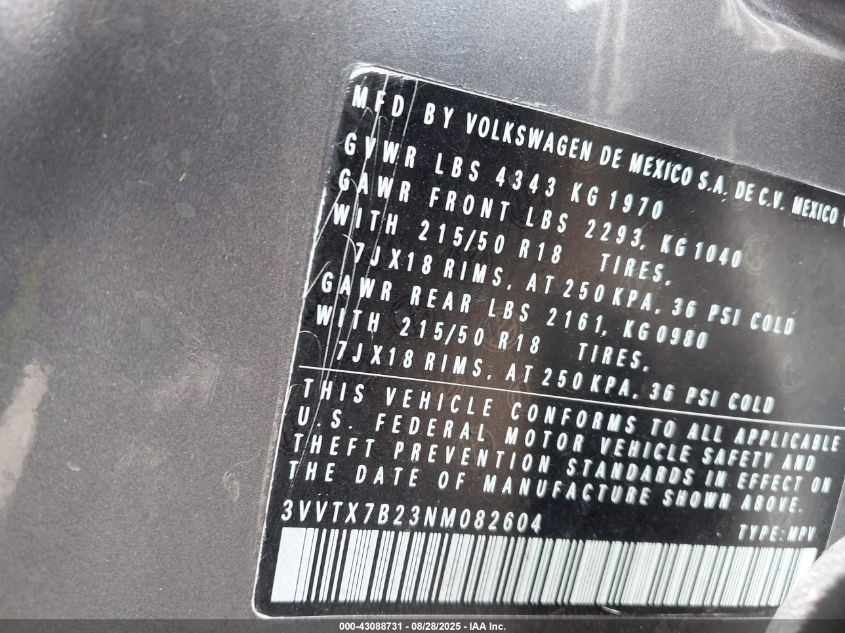 MFD BY VOLKSWAGEN DE MEXICO S.A. DE C.V. MEXICO
GVWR LBS 4343 KG 1970
GAWR FRONT LBS 2293, KG 1040
WITH 215/50 R18 TIRES,
7JX18 RIMS, AT 250 KPA, 36 PSI COLD
GAWR REAR LBS 2161, KG 0980
WITH 215/50 R18 TIRES,
7JX18 RIMS, AT 250 KPA, 36 PSI COLD
THIS VEHICLE CONFORMS TO ALL APPLICABLE
U.S. FEDERAL MOTOR VEHICLE SAFETY AND
THEFT PREVENTION STANDARDS IN EFFECT ON
THE DATE OF MANUFACTURE SHOWN ABOVE.
3VVTX7B23NM082604 TYPE: MPV
000-43088731 | 08/28/2025 - IAA Inc.